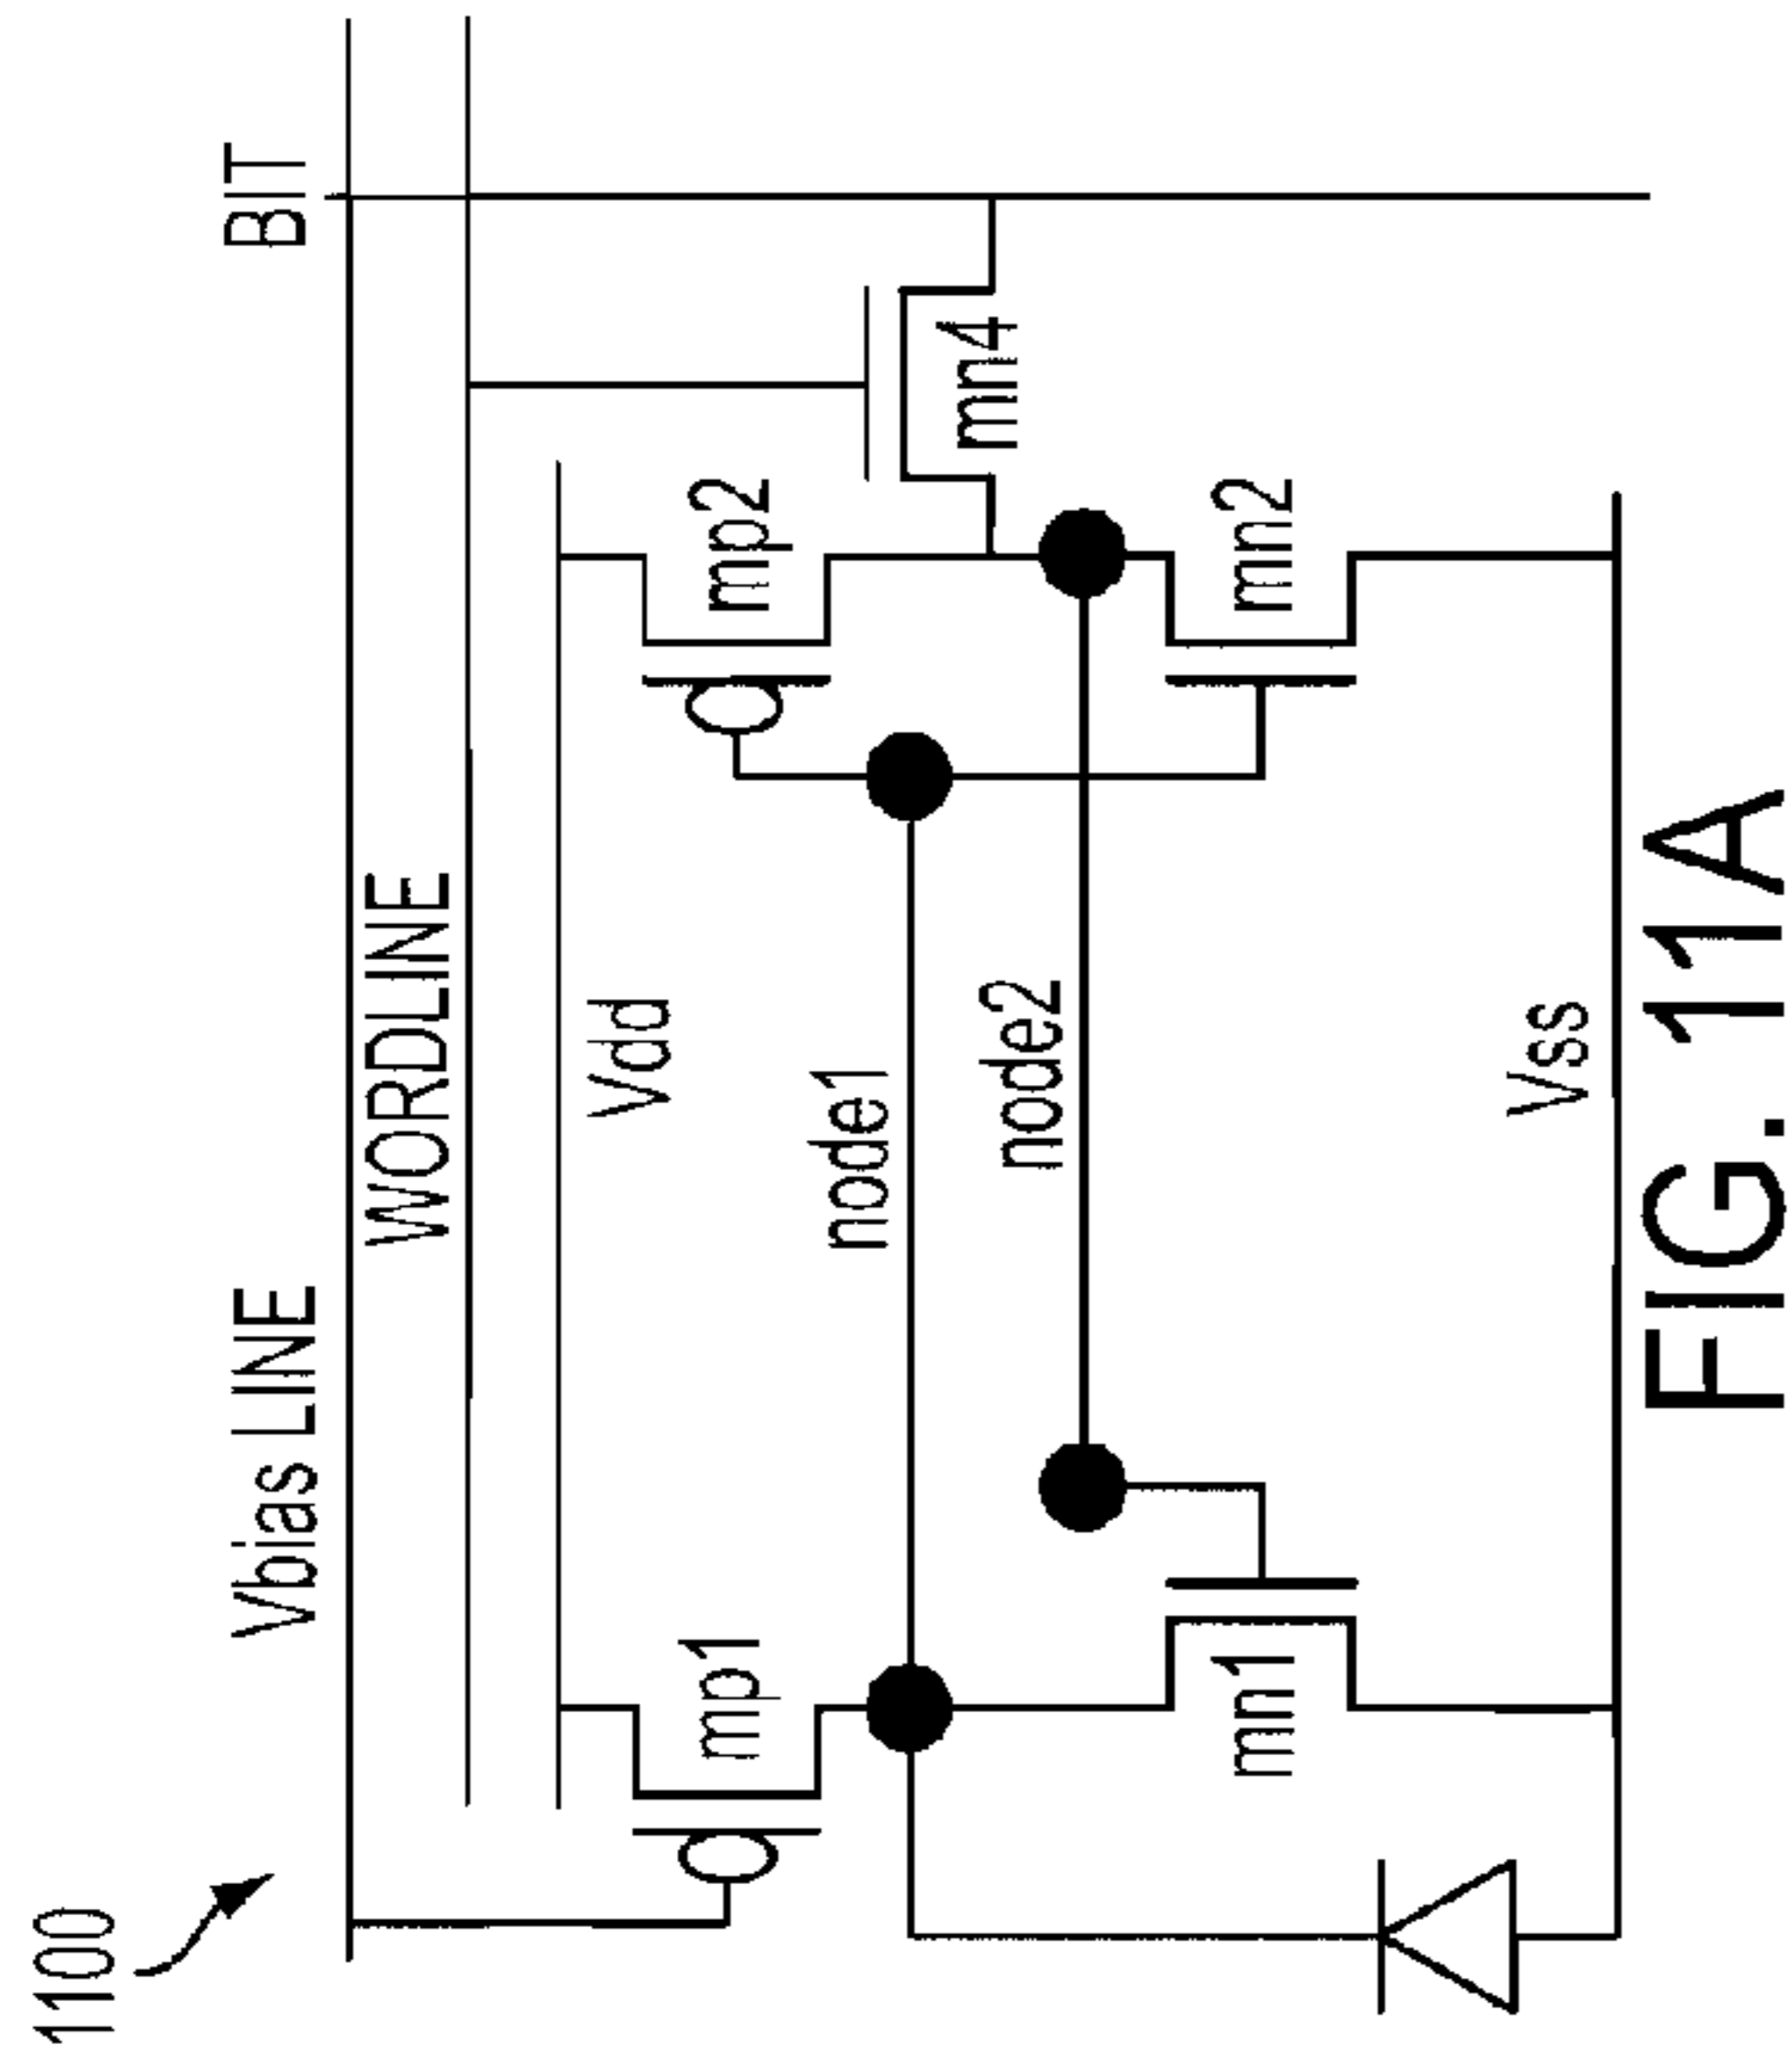 1100
Vbias LINE
BIT
WORDLINE
Vdd
mp1
mp2
node1
mn4
node2
mn1
mn2
Vss
FIG. 11A